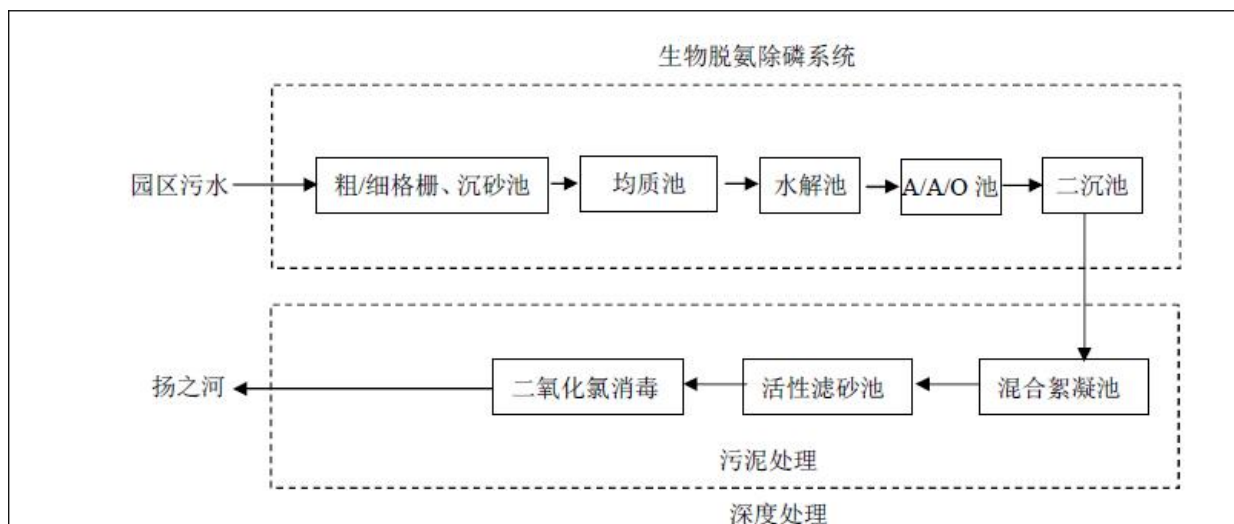 生物脱氨除磷系统
园区污水
粗/细格栅、沉砂池
均质池
水解池
A/A/O 池
二沉池
扬之河
二氧化氯消毒
活性滤砂池
混合絮凝池
污泥处理
深度处理